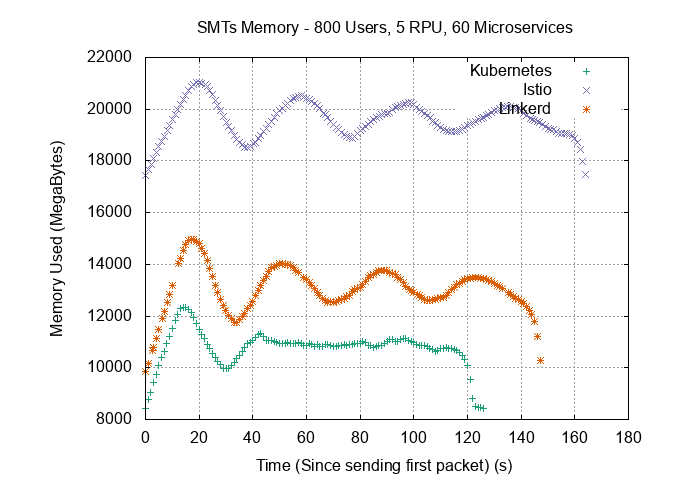 SMTs Memory - 800 Users, 5 RPU, 60 Microservices
22000
20000
18000
16000
14000
12000
10000
8000
Memory Used (MegaBytes)
Kubernetes
Istio
Linkerd
0 20 40 60 80 100 120 140 160 180
Time (Since sending first packet) (s)